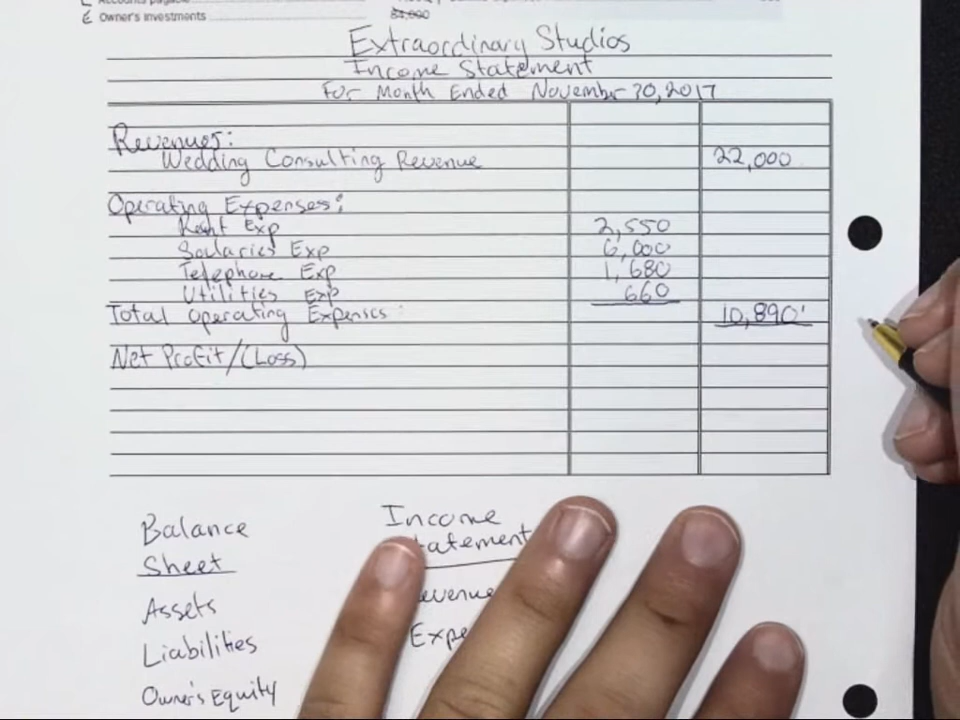 Owner's investments 84,000
Extraordinary Studios
Income Statement
For Month Ended November 30, 2017
Revenues:
Wedding Consulting Revenue 22,000
Operating Expenses:
Rent Exp 2,550
Salaries Exp 6,000
Telephone Exp 1,680
Utilities Exp 660
Total Operating Expenses 10,890
Net Profit/(Loss)
Balance
Sheet
Assets
Liabilities
Owner's Equity
Income